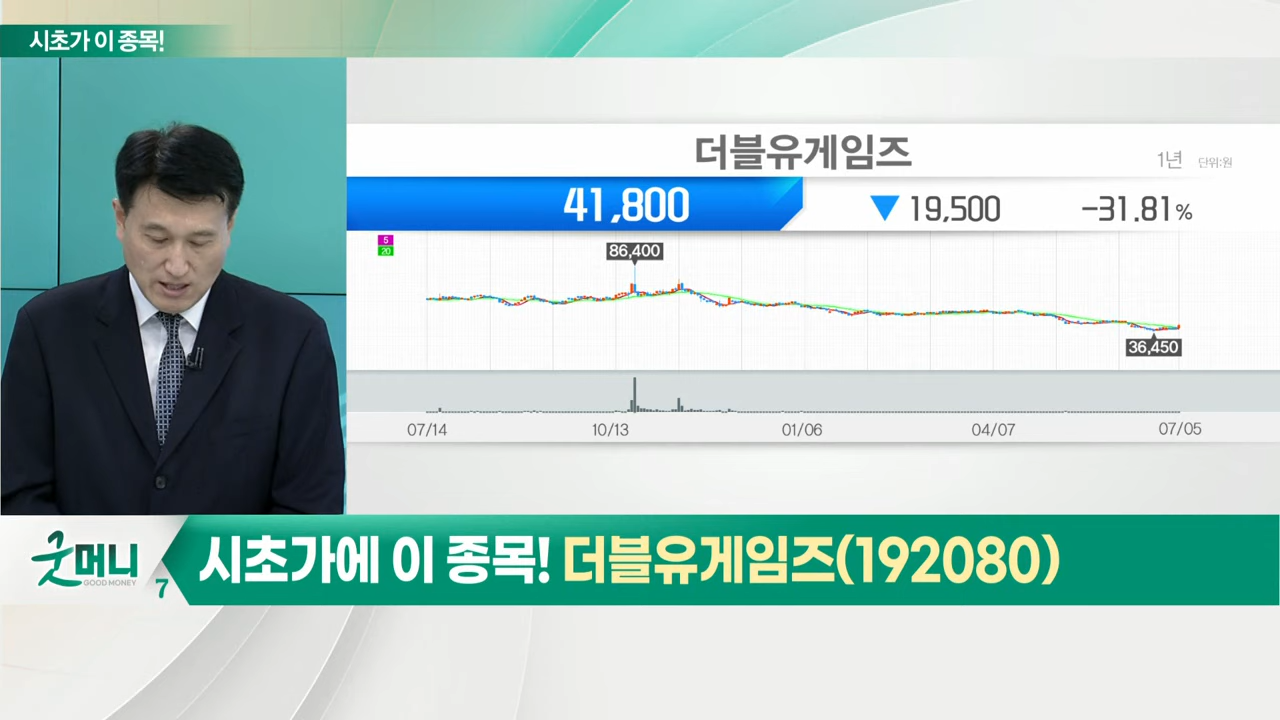 시초가 이 종목!
더블유게임즈
1년 단위:원
41,800 ▼ 19,500 -31.81%
5
20
86,400
36,450
07/14 10/13 01/06 04/07 07/05
굿머니
GOOD MONEY
7
시초가에 이 종목! 더블유게임즈(192080)